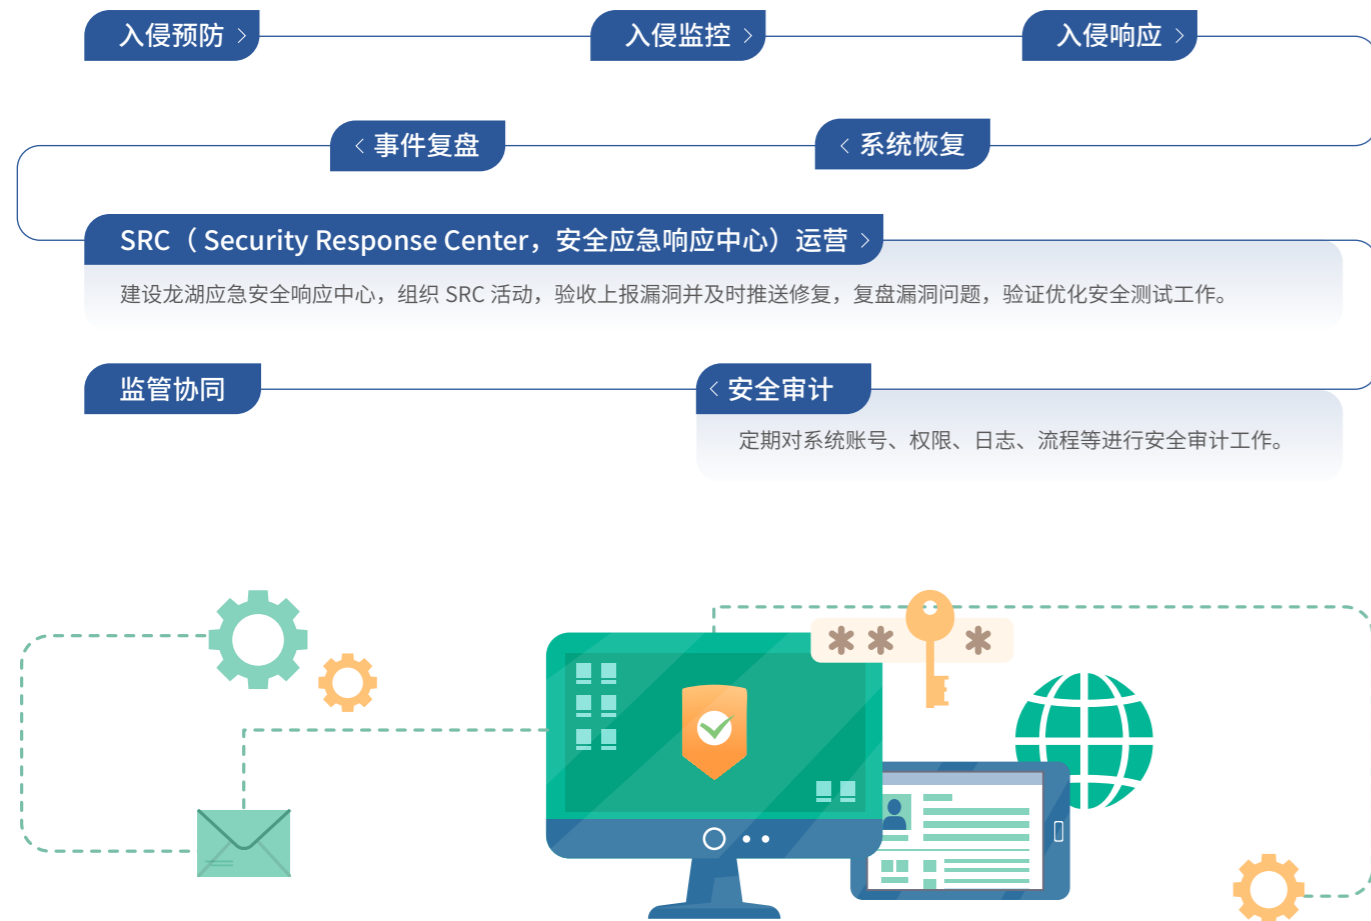 入侵预防
入侵监控
入侵响应
系统恢复
事件复盘
SRC（ Security Response Center，安全应急响应中心）运营
建设龙湖应急安全响应中心，组织 SRC 活动，验收上报漏洞并及时推送修复，复盘漏洞问题，验证优化安全测试工作。
安全审计
定期对系统账号、权限、日志、流程等进行安全审计工作。
监管协同